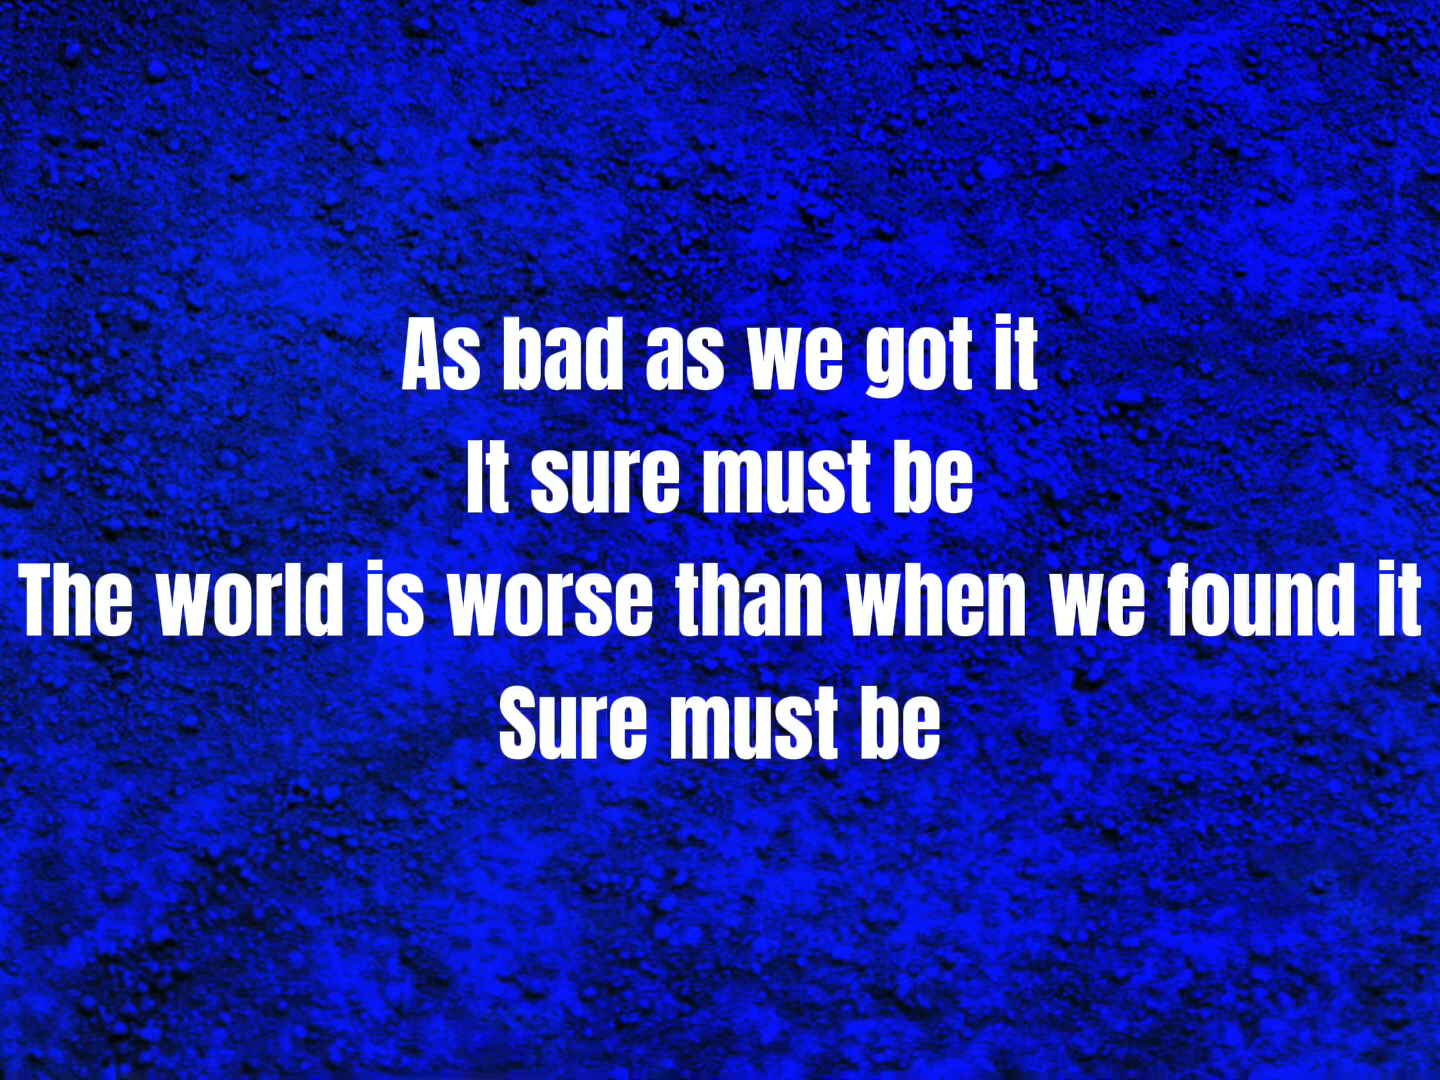 As bad as we got it
It sure must be
The world is worse than when we found it
Sure must be